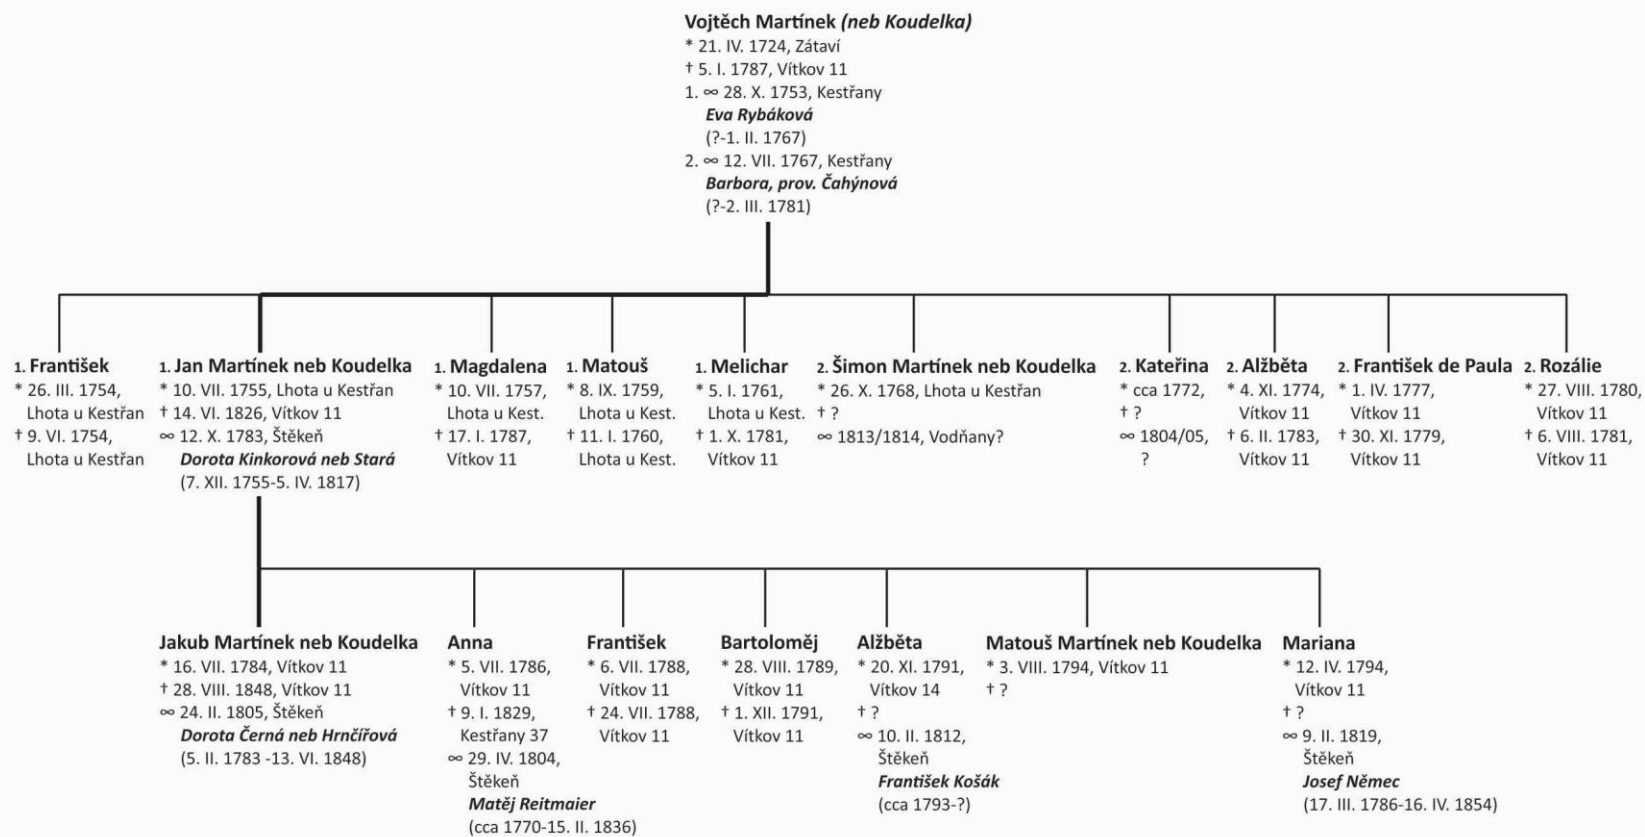 Vojtěch Martínek (neb Koudelka)
* 21. IV. 1724, Zátaví
† 5. I. 1787, Vítkov 11
1. ∞ 28. X. 1753, Kestřany
Eva Rybáková
(?-1. II. 1767)
2. ∞ 12. VII. 1767, Kestřany
Barbora, prov. Čahýnová
(?-2. III. 1781)
1. František
* 26. III. 1754,
Lhota u Kestřan
† 9. VI. 1754,
Lhota u Kestřan
1. Jan Martínek neb Koudelka
* 10. VII. 1755, Lhota u Kestřan
† 14. VI. 1826, Vítkov 11
∞ 12. X. 1783, Štěkeň
Dorota Kinkorová neb Stará
(7. XII. 1755-5. IV. 1817)
1. Magdalena
* 10. VII. 1757,
Lhota u Kest.
† 17. I. 1787,
Vítkov 11
1. Matouš
* 8. IX. 1759,
Lhota u Kest.
† 11. I. 1760,
Lhota u Kest.
1. Melichar
* 5. I. 1761,
Lhota u Kest.
† 1. X. 1781,
Vítkov 11
2. Šimon Martínek neb Koudelka
* 26. X. 1768, Lhota u Kestřan
† ?
∞ 1813/1814, Vodňany?
2. Kateřina
* cca 1772,
† ?
∞ 1804/05,
?
2. Alžběta
* 4. XI. 1774,
Vítkov 11
† 6. II. 1783,
Vítkov 11
2. František de Paula
* 1. IV. 1777,
Vítkov 11
† 30. XI. 1779,
Vítkov 11
2. Rozálie
* 27. VIII. 1780,
Vítkov 11
† 6. VIII. 1781,
Vítkov 11
Jakub Martínek neb Koudelka
* 16. VII. 1784, Vítkov 11
† 28. VIII. 1848, Vítkov 11
∞ 24. II. 1805, Štěkeň
Dorota Černá neb Hrnčířová
(5. II. 1783 -13. VI. 1848)
Anna
* 5. VII. 1786,
Vítkov 11
† 9. I. 1829,
Kestřany 37
∞ 29. IV. 1804,
Štěkeň
Matěj Reitmaier
(cca 1770-15. II. 1836)
František
* 6. VII. 1788,
Vítkov 11
† 24. VII. 1788,
Vítkov 11
Bartoloměj
* 28. VIII. 1789,
Vítkov 11
† 1. XII. 1791,
Vítkov 11
Alžběta
* 20. XI. 1791,
Vítkov 14
† ?
∞ 10. II. 1812,
Štěkeň
František Košák
(cca 1793-?)
Matouš Martínek neb Koudelka
* 3. VIII. 1794, Vítkov 11
† ?
Mariana
* 12. IV. 1794,
Vítkov 11
† ?
∞ 9. II. 1819,
Štěkeň
Josef Němec
(17. III. 1786-16. IV. 1854)